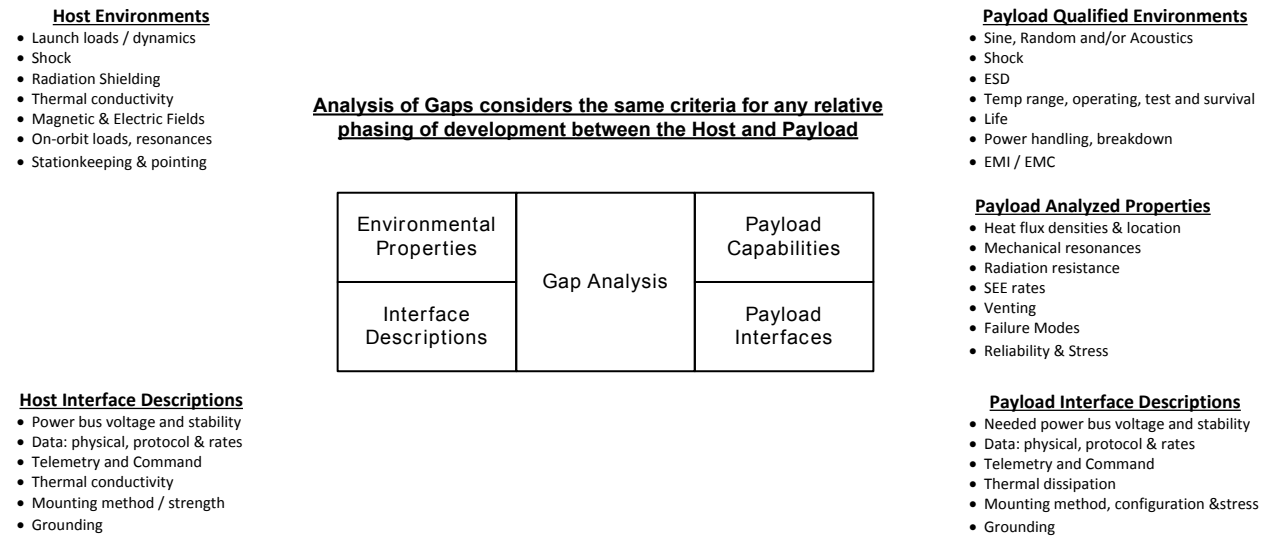 Host Environments
• Launch loads / dynamics
• Shock
• Radiation Shielding
• Thermal conductivity
• Magnetic & Electric Fields
• On-orbit loads, resonances
• Stationkeeping & pointing
Analysis of Gaps considers the same criteria for any relative
phasing of development between the Host and Payload
Payload Qualified Environments
• Sine, Random and/or Acoustics
• Shock
• ESD
• Temp range, operating, test and survival
• Life
• Power handling, breakdown
• EMI / EMC
Environmental
Properties
Interface
Descriptions
Gap Analysis
Payload
Capabilities
Payload
Interfaces
Payload Analyzed Properties
• Heat flux densities & location
• Mechanical resonances
• Radiation resistance
• SEE rates
• Venting
• Failure Modes
• Reliability & Stress
Host Interface Descriptions
• Power bus voltage and stability
• Data: physical, protocol & rates
• Telemetry and Command
• Thermal conductivity
• Mounting method / strength
• Grounding
Payload Interface Descriptions
• Needed power bus voltage and stability
• Data: physical, protocol & rates
• Telemetry and Command
• Thermal dissipation
• Mounting method, configuration &stress
• Grounding